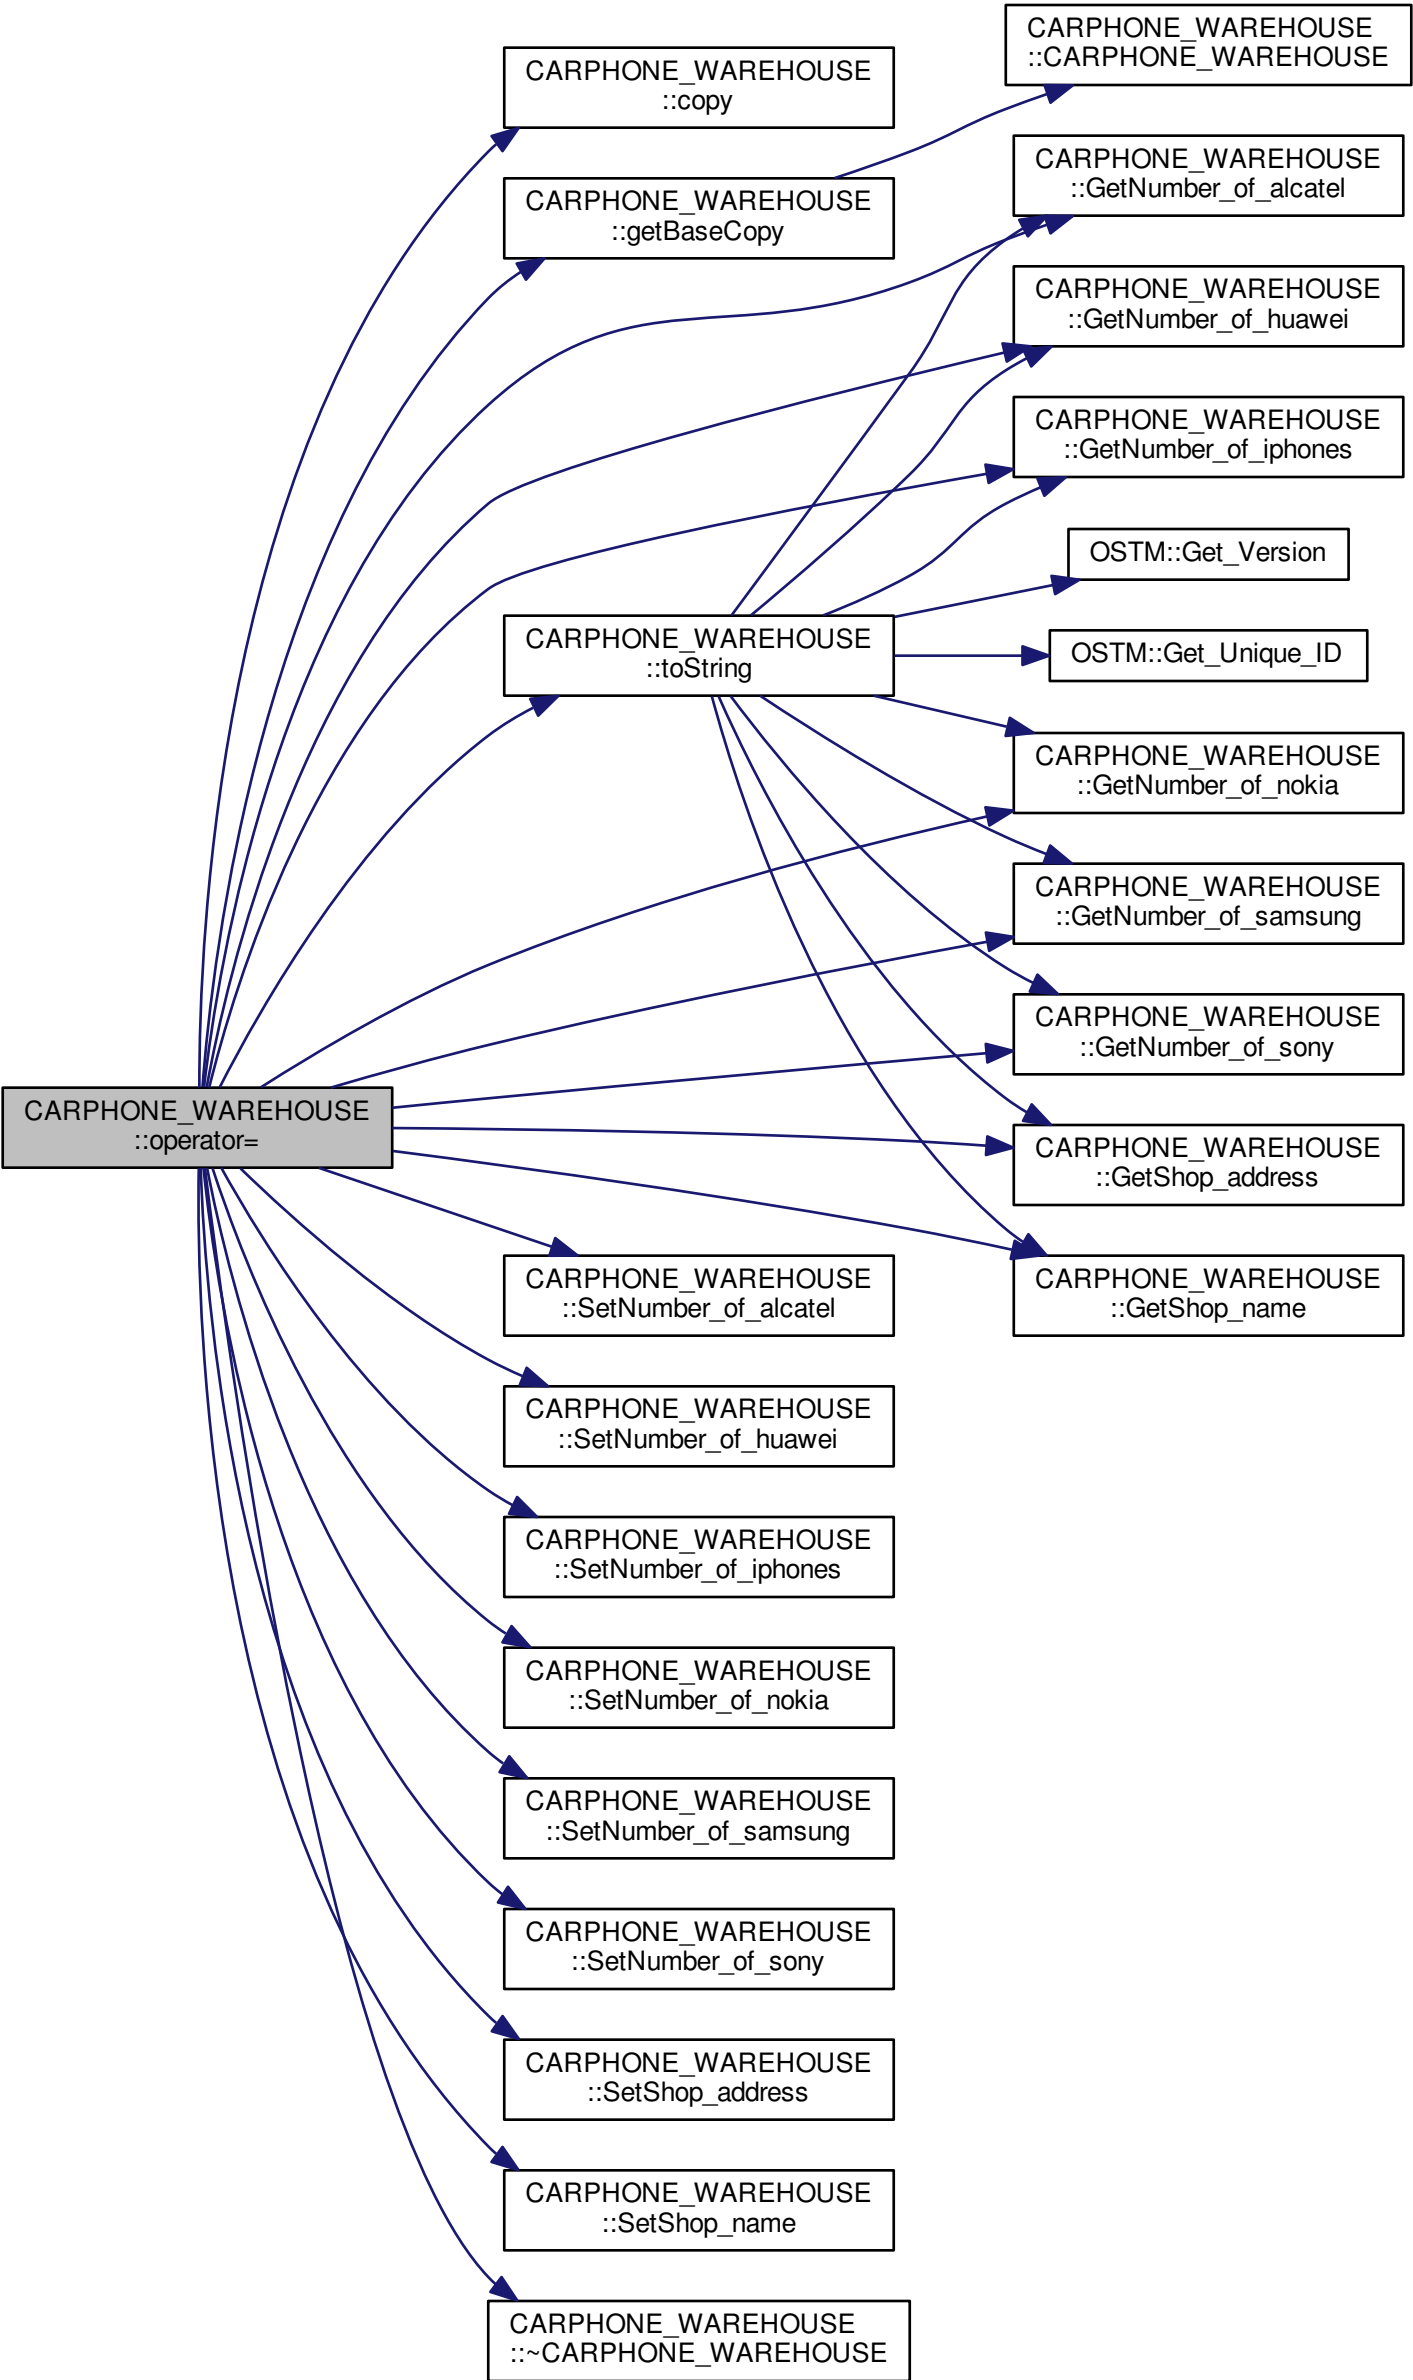 CARPHONE_WAREHOUSE
::CARPHONE_WAREHOUSE
CARPHONE_WAREHOUSE
::copy
CARPHONE_WAREHOUSE
::GetNumber_of_alcatel
CARPHONE_WAREHOUSE
::getBaseCopy
CARPHONE_WAREHOUSE
::GetNumber_of_huawei
CARPHONE_WAREHOUSE
::GetNumber_of_iphones
OSTM::Get_Version
CARPHONE_WAREHOUSE
::toString
OSTM::Get_Unique_ID
CARPHONE_WAREHOUSE
::GetNumber_of_nokia
CARPHONE_WAREHOUSE
::GetNumber_of_samsung
CARPHONE_WAREHOUSE
::GetNumber_of_sony
CARPHONE_WAREHOUSE
::operator=
CARPHONE_WAREHOUSE
::GetShop_address
CARPHONE_WAREHOUSE
::GetShop_name
CARPHONE_WAREHOUSE
::SetNumber_of_alcatel
CARPHONE_WAREHOUSE
::SetNumber_of_huawei
CARPHONE_WAREHOUSE
::SetNumber_of_iphones
CARPHONE_WAREHOUSE
::SetNumber_of_nokia
CARPHONE_WAREHOUSE
::SetNumber_of_samsung
CARPHONE_WAREHOUSE
::SetNumber_of_sony
CARPHONE_WAREHOUSE
::SetShop_address
CARPHONE_WAREHOUSE
::SetShop_name
CARPHONE_WAREHOUSE
::~CARPHONE_WAREHOUSE